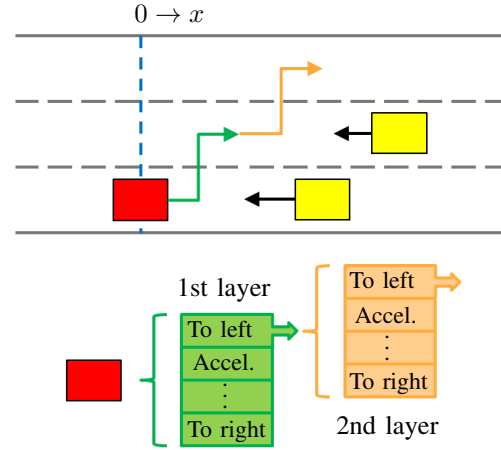 0 → x
1st layer
To left
Accel.
⋮
To right
To left
Accel.
⋮
To right
2nd layer